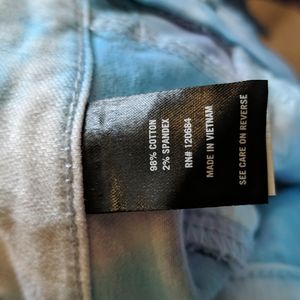 98% COTTON
2% SPANDEX
RN# 120684
MADE IN VIETNAM
SEE CARE ON REVERSE